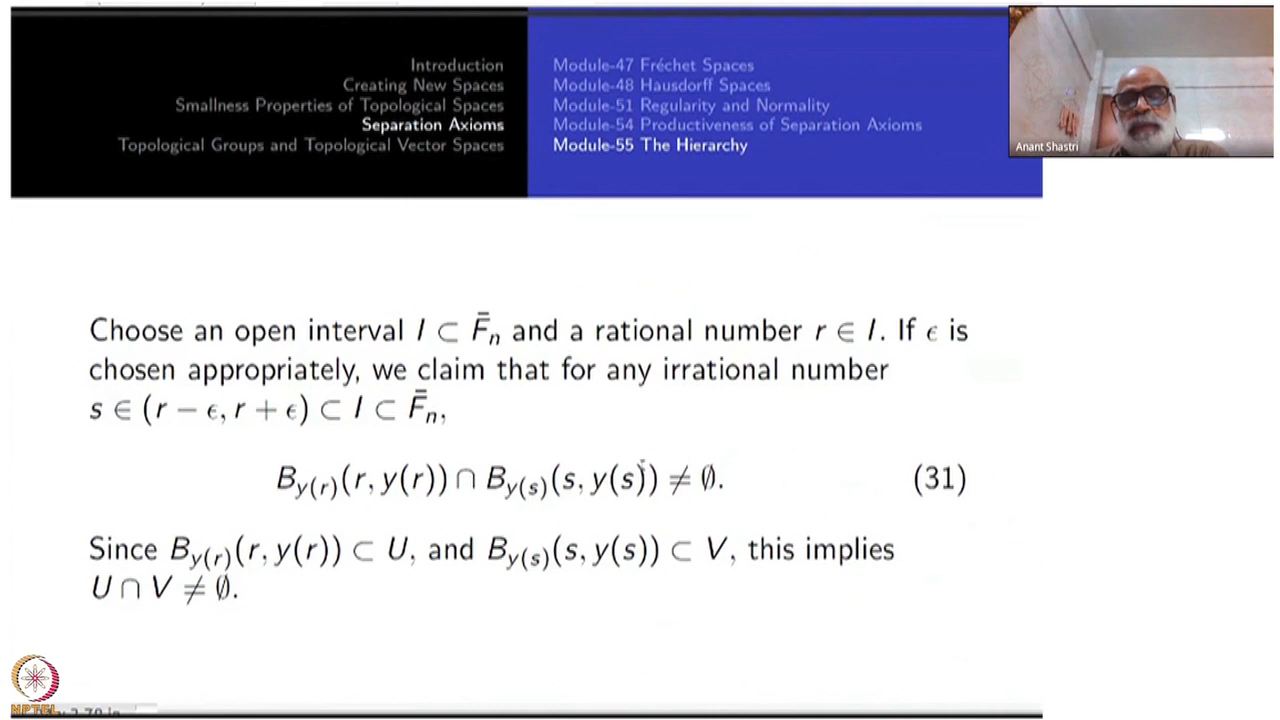 Introduction
Creating New Spaces
Smallness Properties of Topological Spaces
Separation Axioms
Topological Groups and Topological Vector Spaces
Module-47 Fréchet Spaces
Module-48 Hausdorff Spaces
Module-51 Regularity and Normality
Module-54 Productiveness of Separation Axioms
Module-55 The Hierarchy
Anant Shastri
Choose an open interval I ⊂ F̄̄ₙ and a rational number r ∈ I. If ϵ is
chosen appropriately, we claim that for any irrational number
s ∈ (r − ϵ, r + ϵ) ⊂ I ⊂ F̄̄ₙ,
B_{y(r)}(r, y(r)) ∩ B_{y(s)}(s, y(s)) ≠ ∅. (31)
Since B_{y(r)}(r, y(r)) ⊂ U, and B_{y(s)}(s, y(s)) ⊂ V, this implies
U ∩ V ≠ ∅.
NPTEL